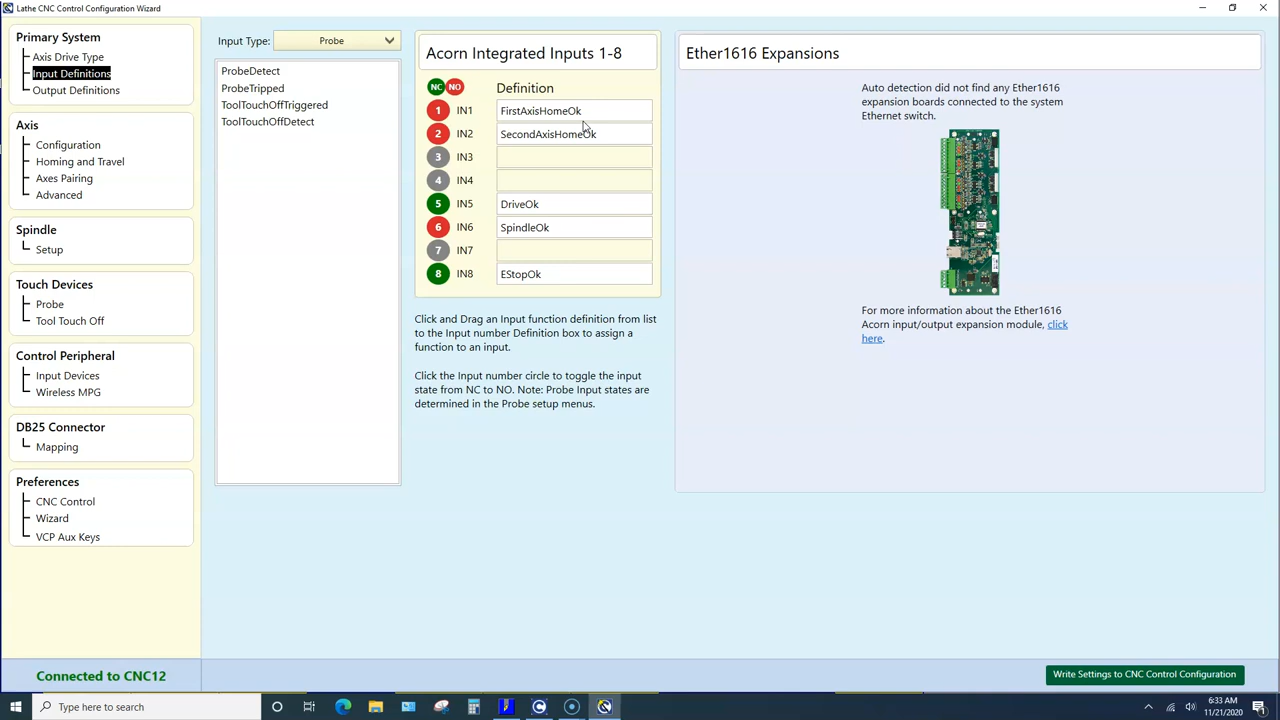 Lathe CNC Control Configuration Wizard
Primary System
Axis Drive Type
Input Definitions
Output Definitions
Axis
Configuration
Homing and Travel
Axes Pairing
Advanced
Spindle
Setup
Touch Devices
Probe
Tool Touch Off
Control Peripheral
Input Devices
Wireless MPG
DB25 Connector
Mapping
Preferences
CNC Control
Wizard
VCP Aux Keys
Connected to CNC12
Input Type: Probe
ProbeDetect
ProbeTripped
ToolTouchOffTriggered
ToolTouchOffDetect
Acorn Integrated Inputs 1-8
NC NO Definition
1 IN1 FirstAxisHomeOk
2 IN2 SecondAxisHomeOk
3 IN3
4 IN4
5 IN5 DriveOk
6 IN6 SpindleOk
7 IN7
8 IN8 EStopOk
Click and Drag an Input function definition from list
to the Input number Definition box to assign a
function to an input.
Click the Input number circle to toggle the input
state from NC to NO. Note: Probe Input states are
determined in the Probe setup menus.
Ether1616 Expansions
Auto detection did not find any Ether1616
expansion boards connected to the system
Ethernet switch.
For more information about the Ether1616
Acorn input/output expansion module, click
here.
Write Settings to CNC Control Configuration
Type here to search
6:33 AM
11/21/2020